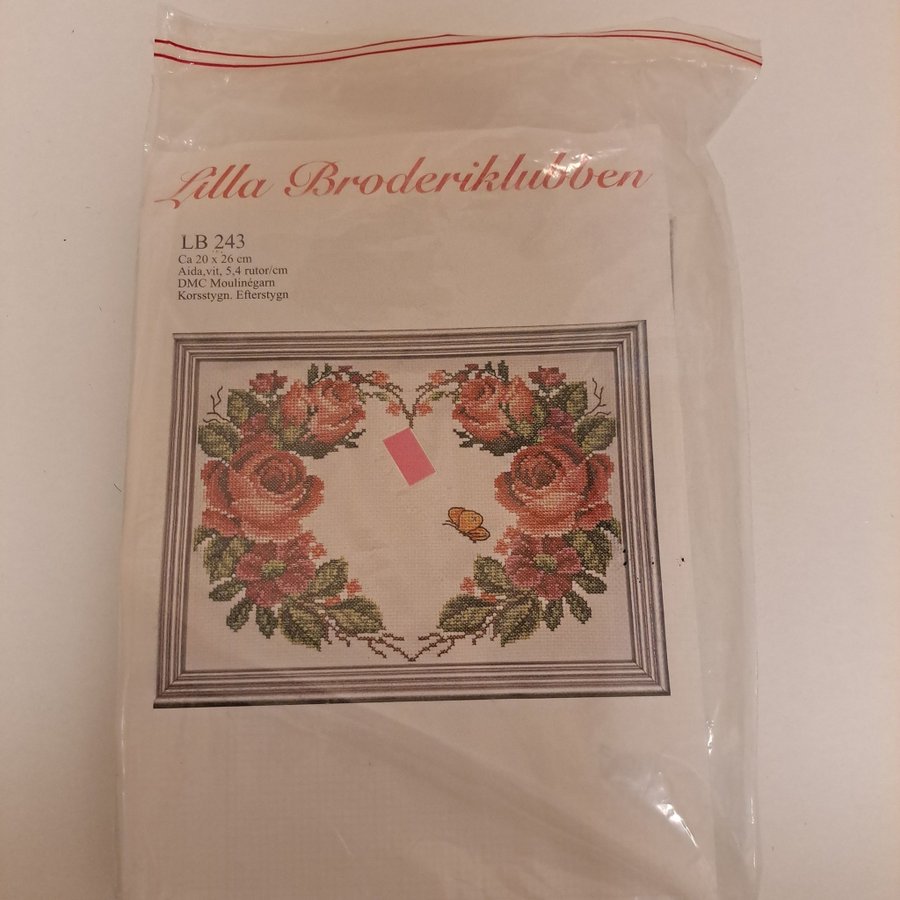 Lilla Broderiklubben
LB 243
Ca 20 x 26 cm
Aida,vit, 5,4 rutor/cm
DMC Moulinégarn
Korsstygn. Efterstygn